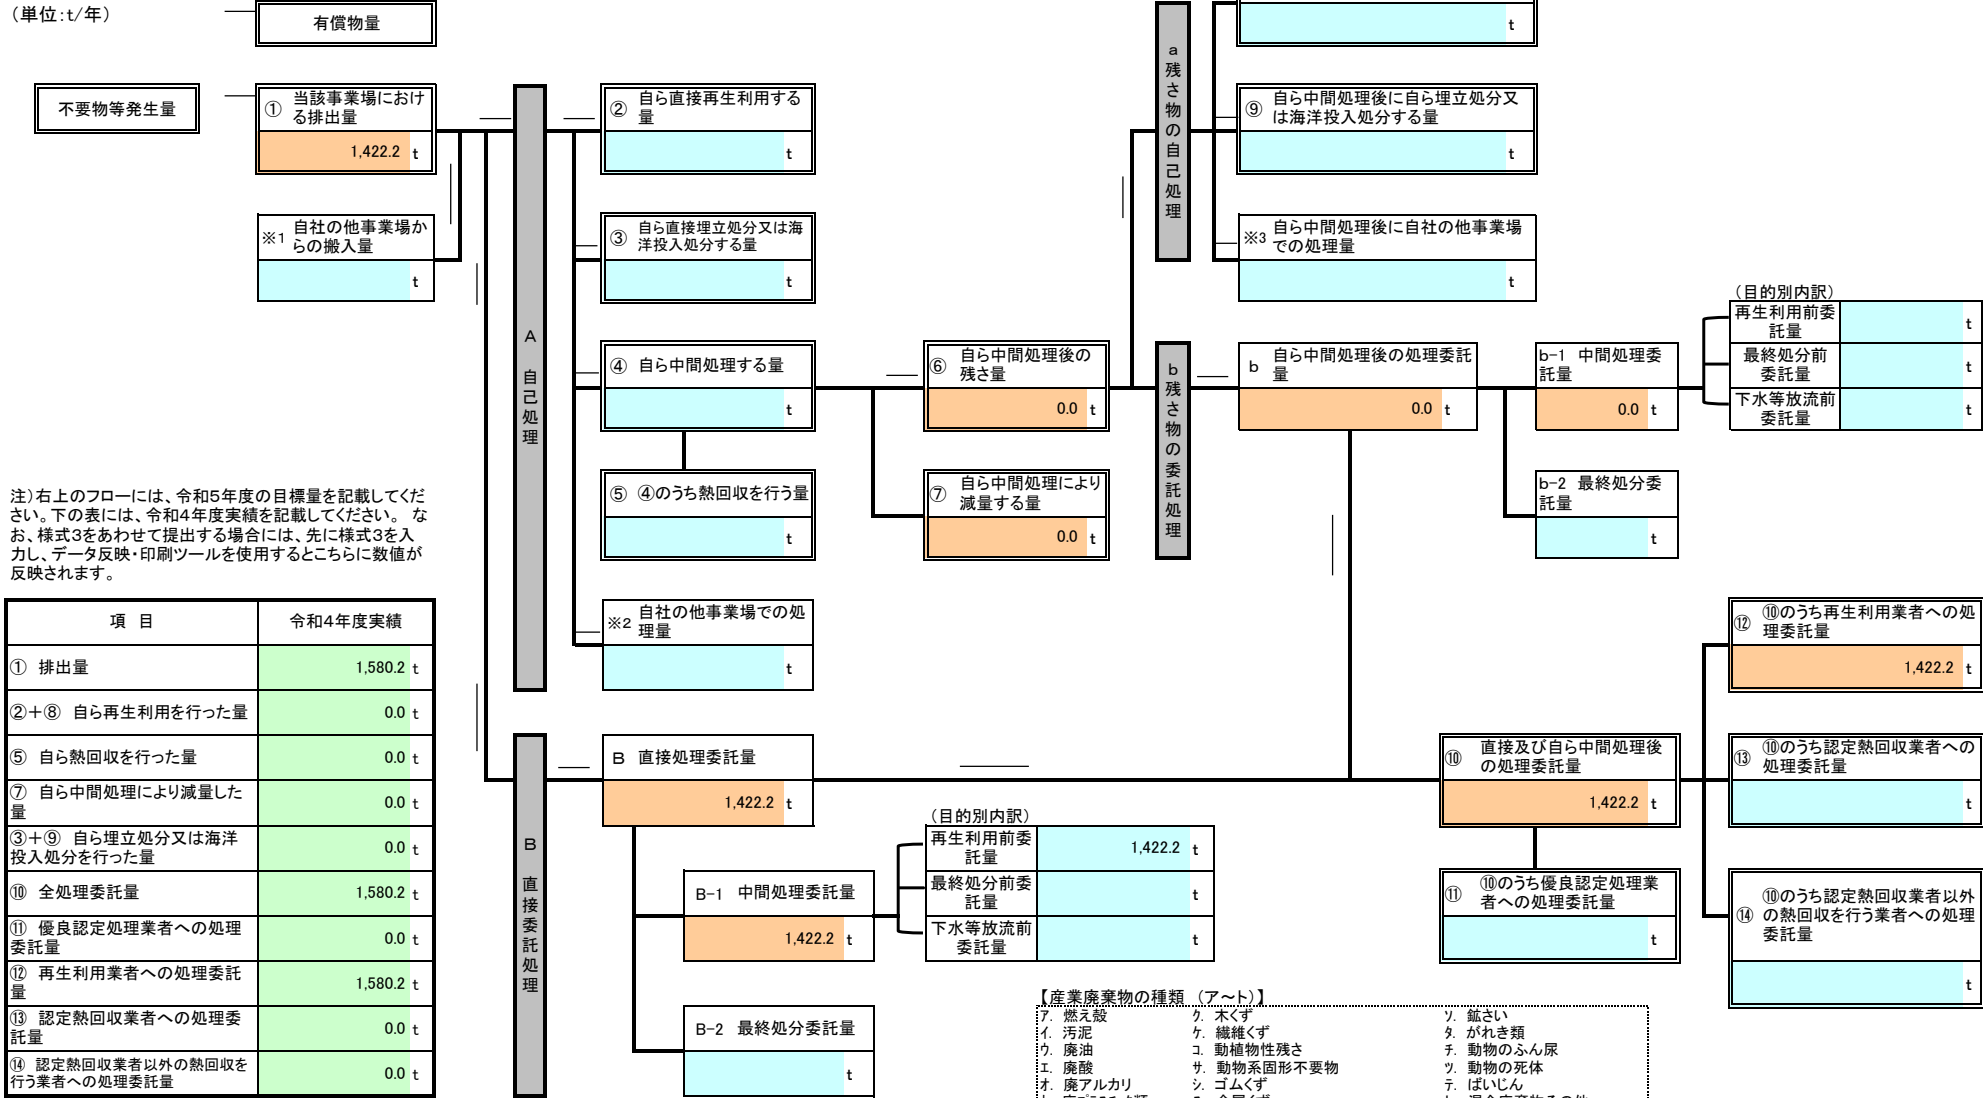 （単位:t/年）
有償物量
不要物等発生量
① 当該事業場におけ
る排出量
1,422.2 t
※1 自社の他事業場か
らの搬入量
t
A 自己処理
② 自ら直接再生利用する
量
t
③ 自ら直接埋立処分又は海
洋投入処分する量
t
④ 自ら中間処理する量
t
⑤ ④のうち熱回収を行う量
t
※2 自社の他事業場での処
理量
t
⑥ 自ら中間処理後の
残さ量
0.0 t
⑦ 自ら中間処理により
減量する量
0.0 t
a 残さ物の自己処理
t
⑨ 自ら中間処理後に自ら埋立処分又
は海洋投入処分する量
t
※3 自ら中間処理後に自社の他事業場
での処理量
t
b 残さ物の委託処理
b 自ら中間処理後の処理委託
量
0.0 t
b-1 中間処理委
託量
0.0 t
b-2 最終処分委
託量
t
（目的別内訳）
再生利用前委
託量
t
最終処分前
委託量
t
下水等放流前
委託量
t
注）右上のフローには、令和5年度の目標量を記載してくだ
さい。下の表には、令和4年度実績を記載してください。 な
お、様式3をあわせて提出する場合には、先に様式3を入
力し、データ反映・印刷ツールを使用するとこちらに数値が
反映されます。
項 目 令和4年度実績
① 排出量 1,580.2 t
②+⑧ 自ら再生利用を行った量 0.0 t
⑤ 自ら熱回収を行った量 0.0 t
⑦ 自ら中間処理により減量した
量 0.0 t
③+⑨ 自ら埋立処分又は海洋
投入処分を行った量 0.0 t
⑩ 全処理委託量 1,580.2 t
⑪ 優良認定処理業者への処理
委託量 0.0 t
⑫ 再生利用業者への処理委託
量 1,580.2 t
⑬ 認定熱回収業者への処理委
託量 0.0 t
⑭ 認定熱回収業者以外の熱回収を
行う業者への処理委託量 0.0 t
B 直接委託処理
B 直接処理委託量
1,422.2 t
B-1 中間処理委託量
1,422.2 t
B-2 最終処分委託量
t
（目的別内訳）
再生利用前委
託量
1,422.2 t
最終処分前委
託量
t
下水等放流前
委託量
t
⑩ 直接及び自ら中間処理後
の処理委託量
1,422.2 t
⑪ ⑩のうち優良認定処理業
者への処理委託量
t
⑫ ⑩のうち再生利用業者への処
理委託量
1,422.2 t
⑬ ⑩のうち認定熱回収業者への
処理委託量
t
⑭ ⑩のうち認定熱回収業者以外
の熱回収を行う業者への処理
委託量
t
【産業廃棄物の種類 （ア～ト）】
ア. 燃え殻 ク. 木くず ソ. 鉱さい
イ. 汚泥 ケ. 繊維くず タ. がれき類
ウ. 廃油 コ. 動植物性残さ チ. 動物のふん尿
エ. 廃酸 サ. 動物系固形不要物 ツ. 動物の死体
オ. 廃アルカリ シ. ゴムくず テ. ばいじん